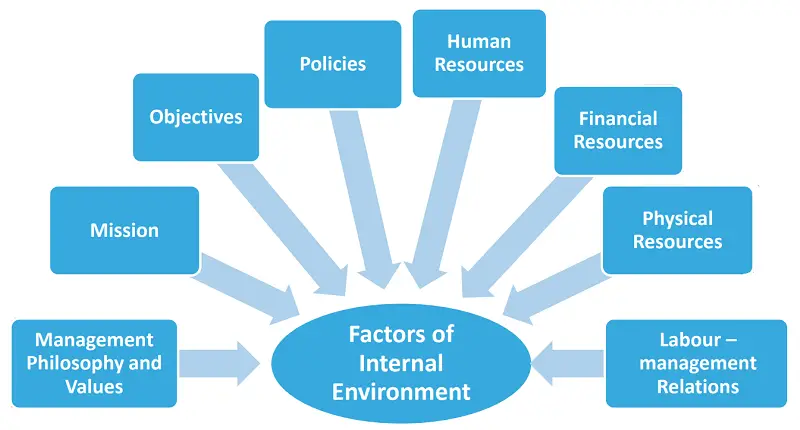 Human
Resources
Policies
Objectives
Financial
Resources
Mission
Physical
Resources
Management
Philosophy and
Values
Factors of
Internal
Environment
Labour –
management
Relations